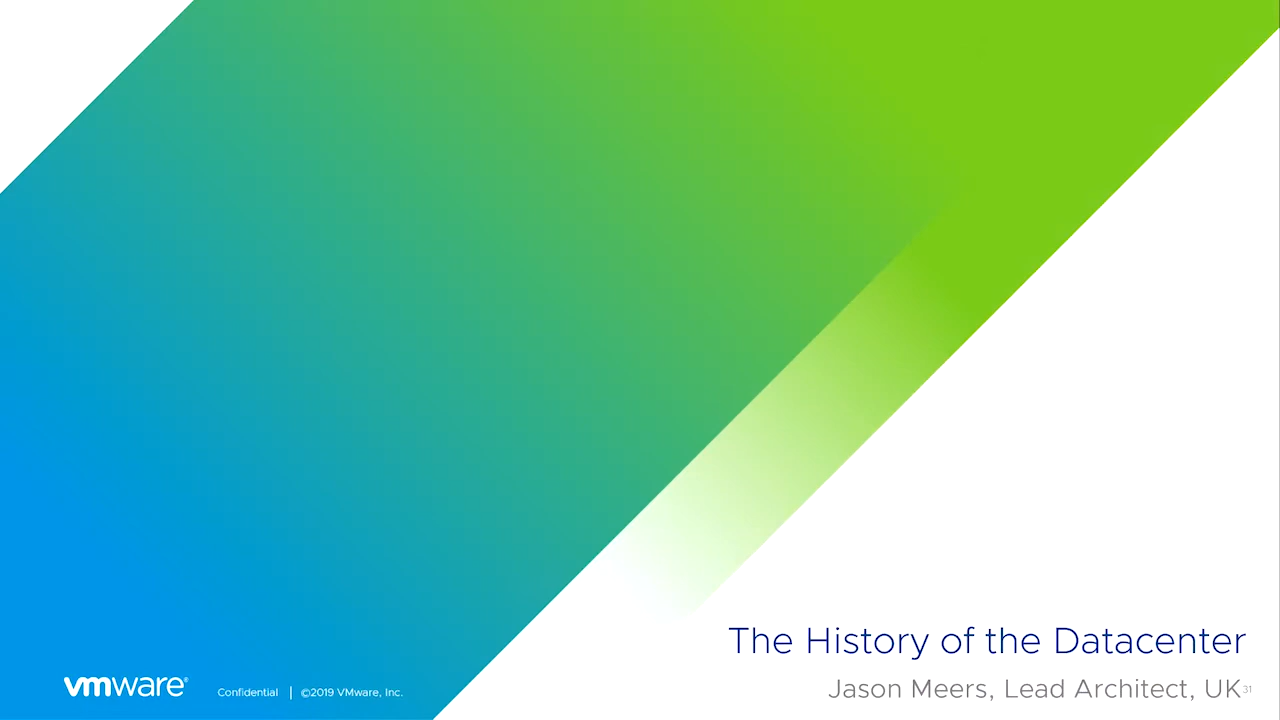 The History of the Datacenter
Jason Meers, Lead Architect, UK
31
vmware®
Confidential | ©2019 VMware, Inc.